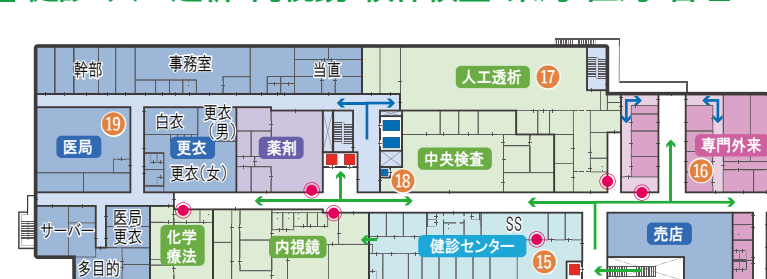 幹部
事務室
当直
人工透析
17
19
医局
白衣
更衣
(男)
更衣
更衣(女)
薬剤
中央検査
18
専門外来
16
サーバー
医局
更衣
化学
療法
内視鏡
SS
健診センター
15
売店
多目的